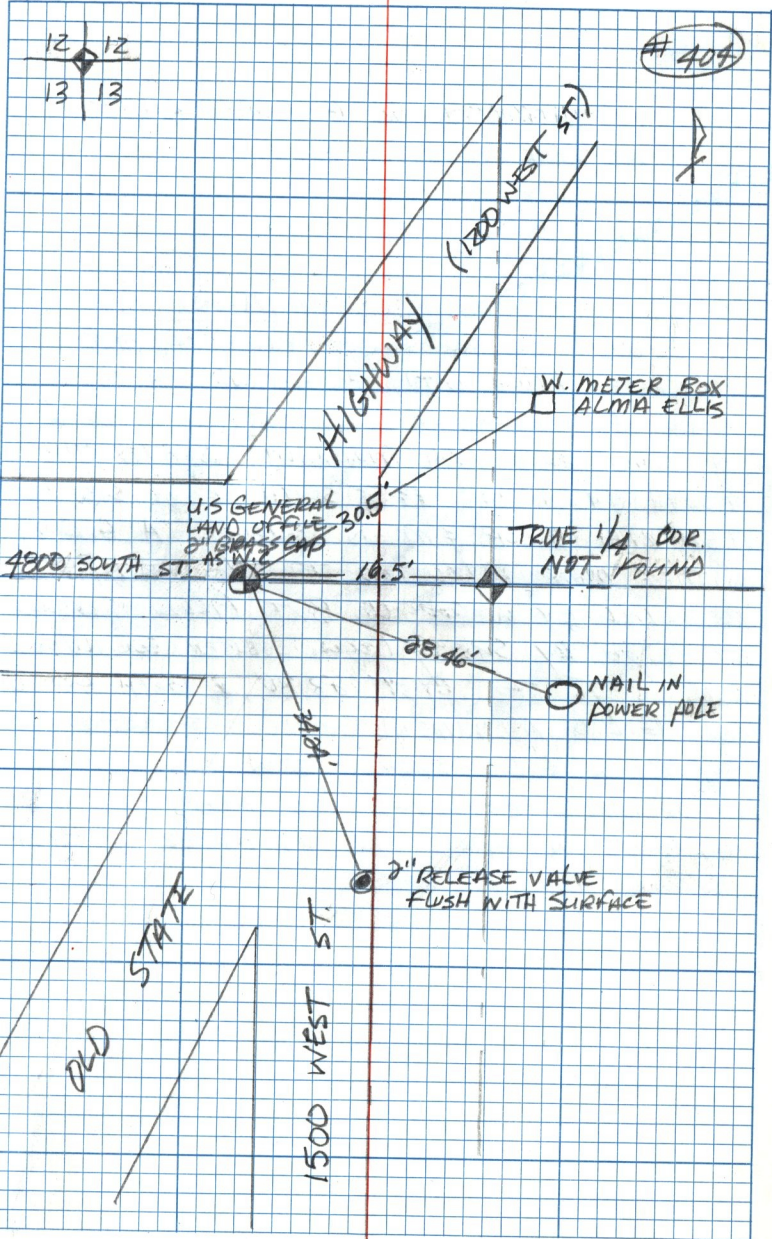 12 12
13 13
# 404
(1200 WEST ST.)
HIGHWAY
W. METER BOX
ALMA ELLIS
U.S GENERAL
LAND OFFICE
2" BRASS CAP
AS W.C
30.5'
TRUE 1/4 COR.
NOT FOUND
4800 SOUTH ST.
16.5'
28.46'
NAIL IN
POWER POLE
2" RELEASE VALVE
FLUSH WITH SURFACE
OLD STATE
1500 WEST ST.